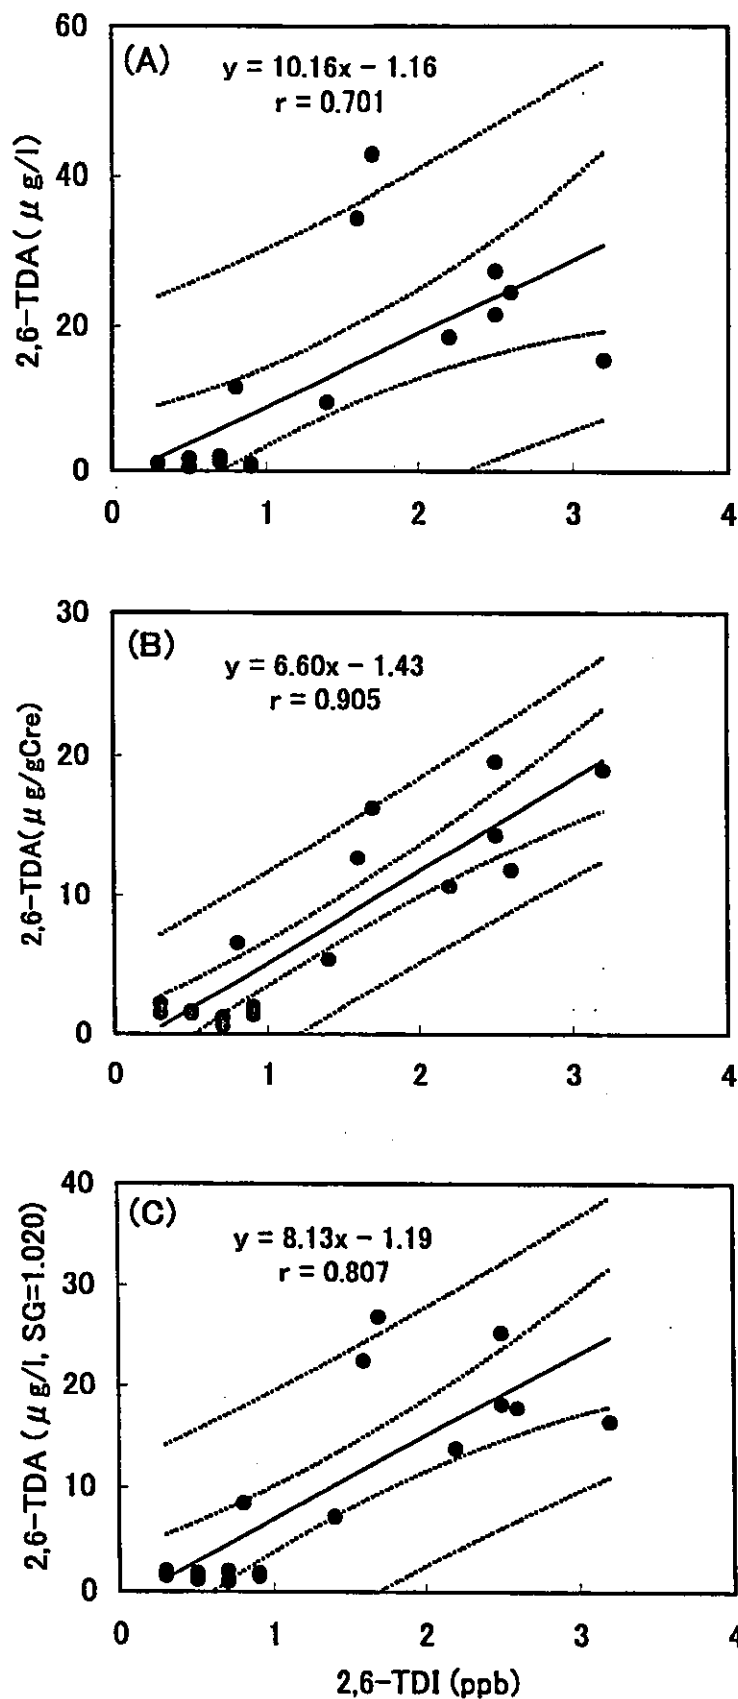 60
(A)
y = 10.16x − 1.16
r = 0.701
40
2,6−TDA( μ g/l)
20
0
0 1 2 3 4
30
(B)
y = 6.60x − 1.43
r = 0.905
20
2,6−TDA(μ g/gCre)
10
0
0 1 2 3 4
40
(C)
y = 8.13x − 1.19
r = 0.807
30
2,6−TDA (μg/l, SG=1.020)
20
10
0
0 1 2 3 4
2,6−TDI (ppb)